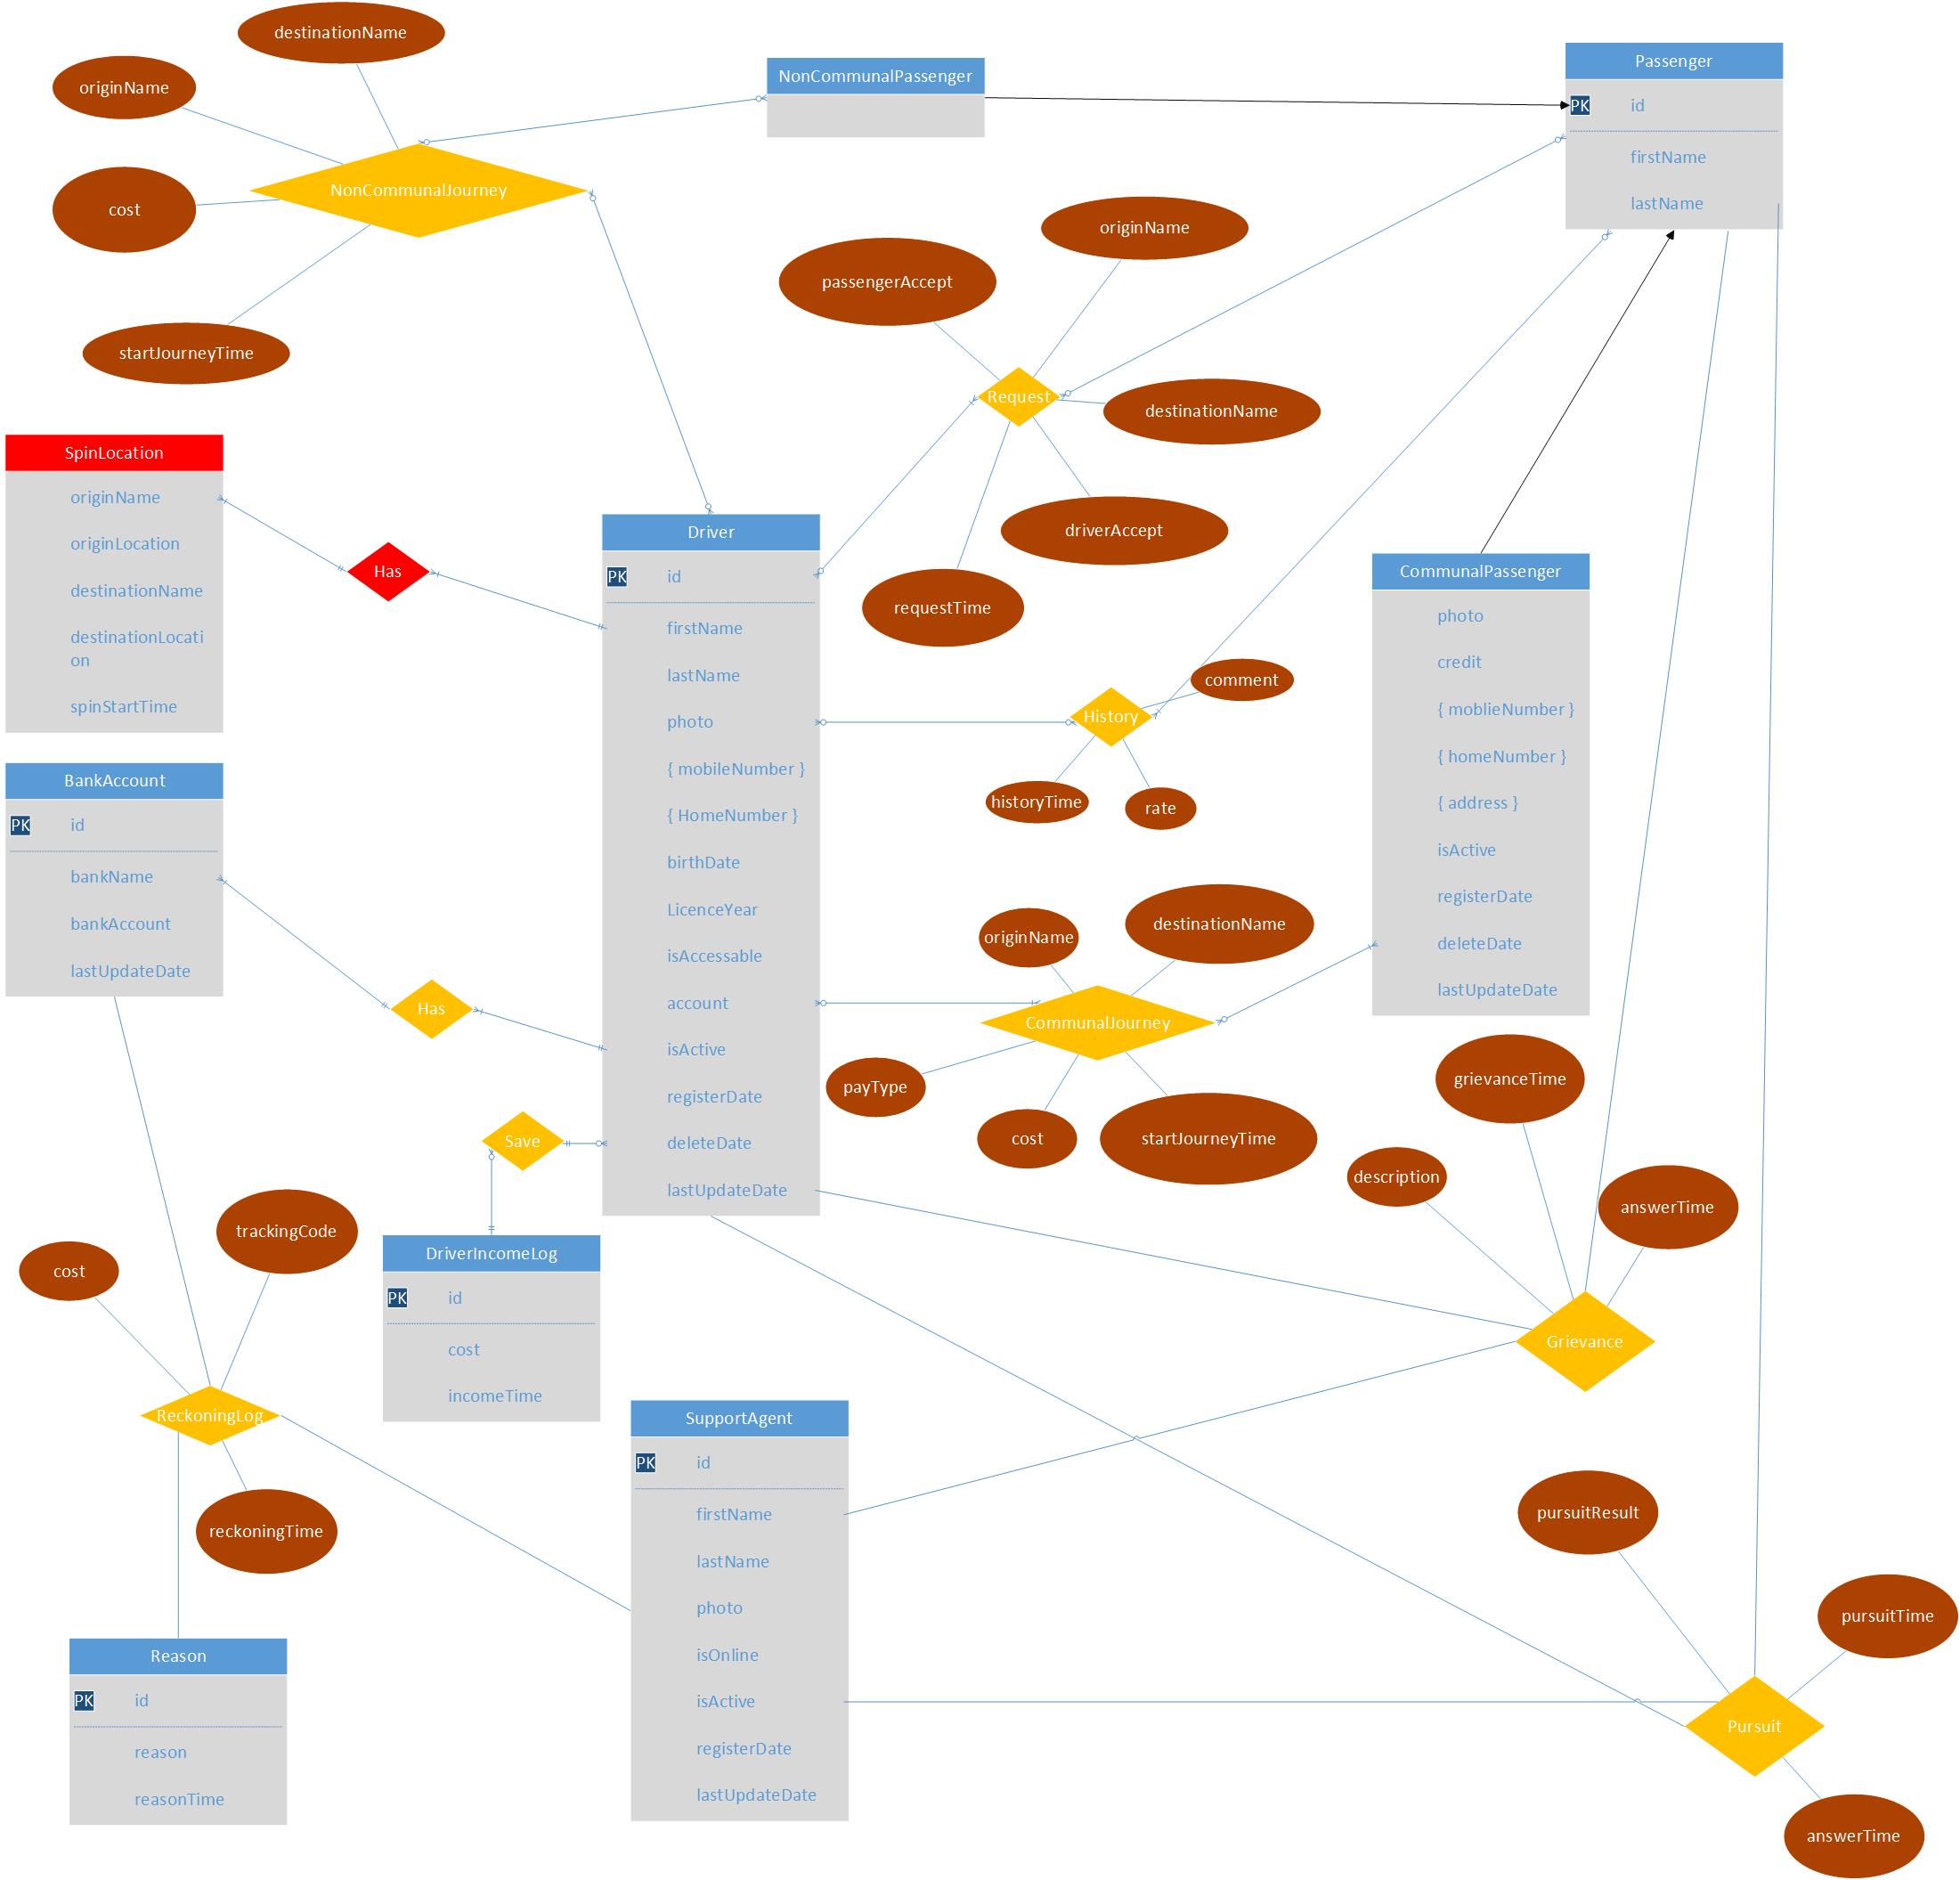 destinationName
originName
cost
NonCommunalJourney
startJourneyTime
NonCommunalPassenger
Passenger
PK id
firstName
lastName
originName
passengerAccept
Request
destinationName
driverAccept
requestTime
SpinLocation
originName
originLocation
destinationName
destinationLocati
on
spinStartTime
Has
Driver
PK id
firstName
lastName
photo
{ mobileNumber }
{ HomeNumber }
birthDate
LicenceYear
isAccessable
account
isActive
registerDate
deleteDate
lastUpdateDate
comment
History
historyTime
rate
CommunalPassenger
photo
credit
{ moblieNumber }
{ homeNumber }
{ address }
isActive
registerDate
deleteDate
lastUpdateDate
BankAccount
PK id
bankName
bankAccount
lastUpdateDate
Has
originName
destinationName
CommunalJourney
payType
cost
startJourneyTime
Save
DriverIncomeLog
PK id
cost
incomeTime
grievanceTime
description
answerTime
Grievance
trackingCode
cost
ReckoningLog
reckoningTime
SupportAgent
PK id
firstName
lastName
photo
isOnline
isActive
registerDate
lastUpdateDate
Reason
PK id
reason
reasonTime
pursuitResult
pursuitTime
Pursuit
answerTime